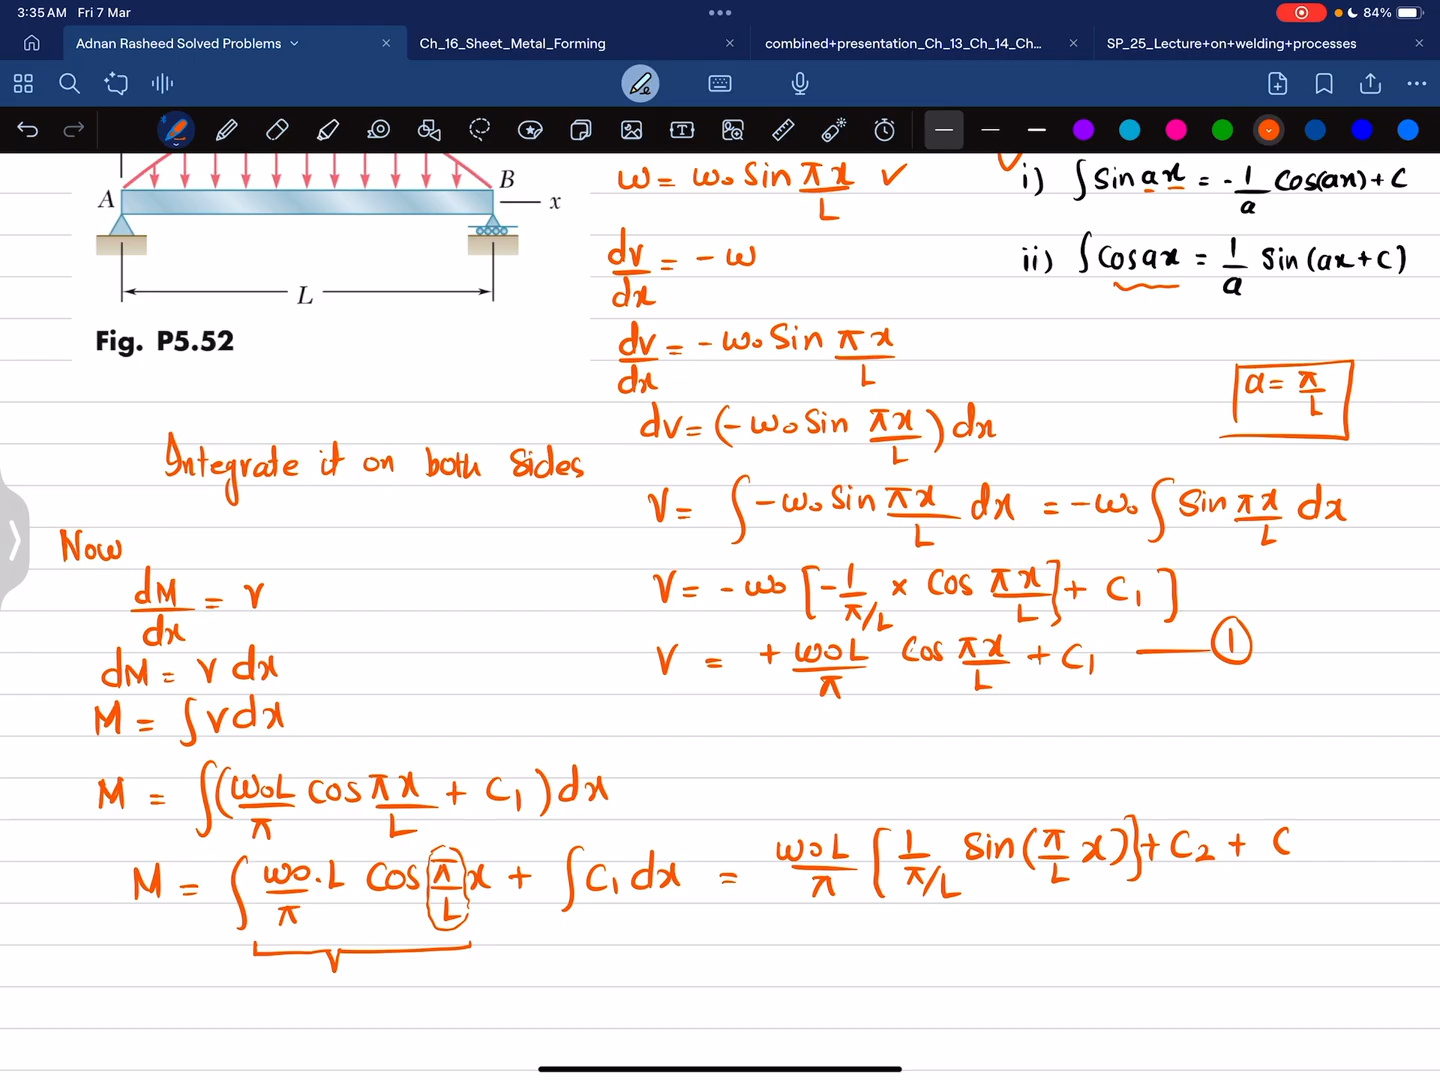 3:35 AM Fri 7 Mar
84%
Adnan Rasheed Solved Problems
Ch_16_Sheet_Metal_Forming
combined+presentation_Ch_13_Ch_14_Ch...
SP_25_Lecture+on+welding+processes
A
B
x
L
Fig. P5.52
w = w₀ Sin πx/L ✓
dv/dx = - w
dv/dx = - w₀ Sin πx/L
dv = (- w₀ Sin πx/L) dx
i) ∫ Sin ax = - 1/a Cos(ax) + C
ii) ∫ Cos ax = 1/a Sin (ax + C)
a = π/L
Integrate it on both sides
V = ∫ - w₀ Sin πx/L dx = - w₀ ∫ Sin πx/L dx
V = - w₀ [- 1/π/L × Cos πx/L] + C₁ ]
V = + w₀L/π Cos πx/L + C₁ —— ①
Now
dM/dx = V
dM = V dx
M = ∫ V dx
M = ∫ (w₀L/π Cos πx/L + C₁) dx
M = ∫ w₀.L/π Cos π/L x + ∫ C₁ dx = w₀L/π [1/π/L Sin (π/L x)] + C₂ + C